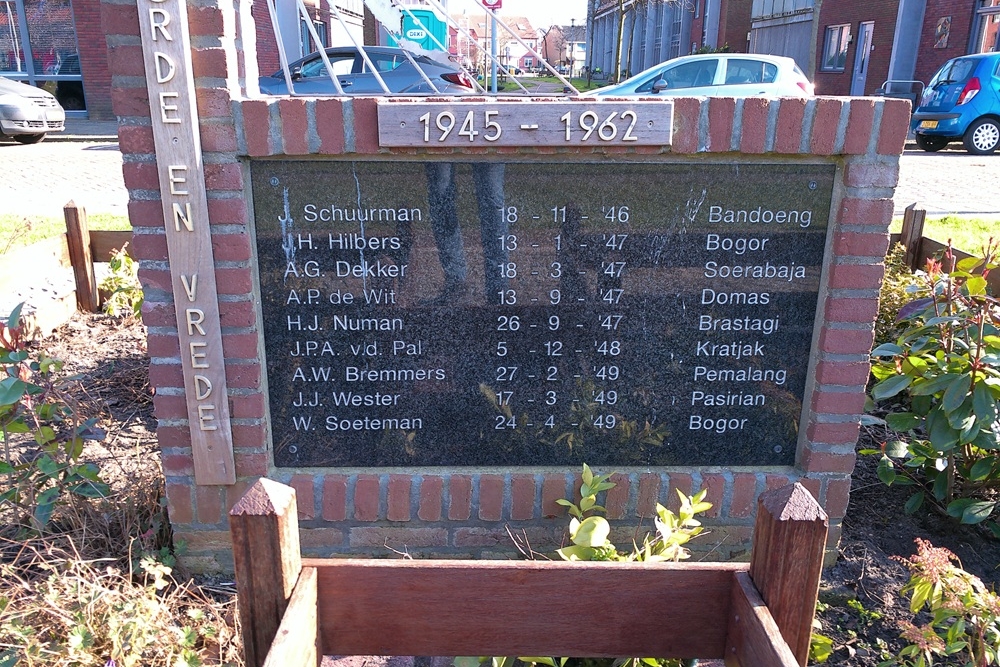 ORDE EN VREDE
1945 - 1962
J. Schuurman 18 - 11 - '46 Bandoeng
J.H. Hilbers 13 - 1 - '47 Bogor
A.G. Dekker 18 - 3 - '47 Soerabaja
A.P. de Wit 13 - 9 - '47 Domas
H.J. Numan 26 - 9 - '47 Brastagi
J.P.A. v.d. Pal 5 - 12 - '48 Kratjak
A.W. Bremmers 27 - 2 - '49 Pemalang
J.J. Wester 17 - 3 - '49 Pasirian
W. Soeteman 24 - 4 - '49 Bogor